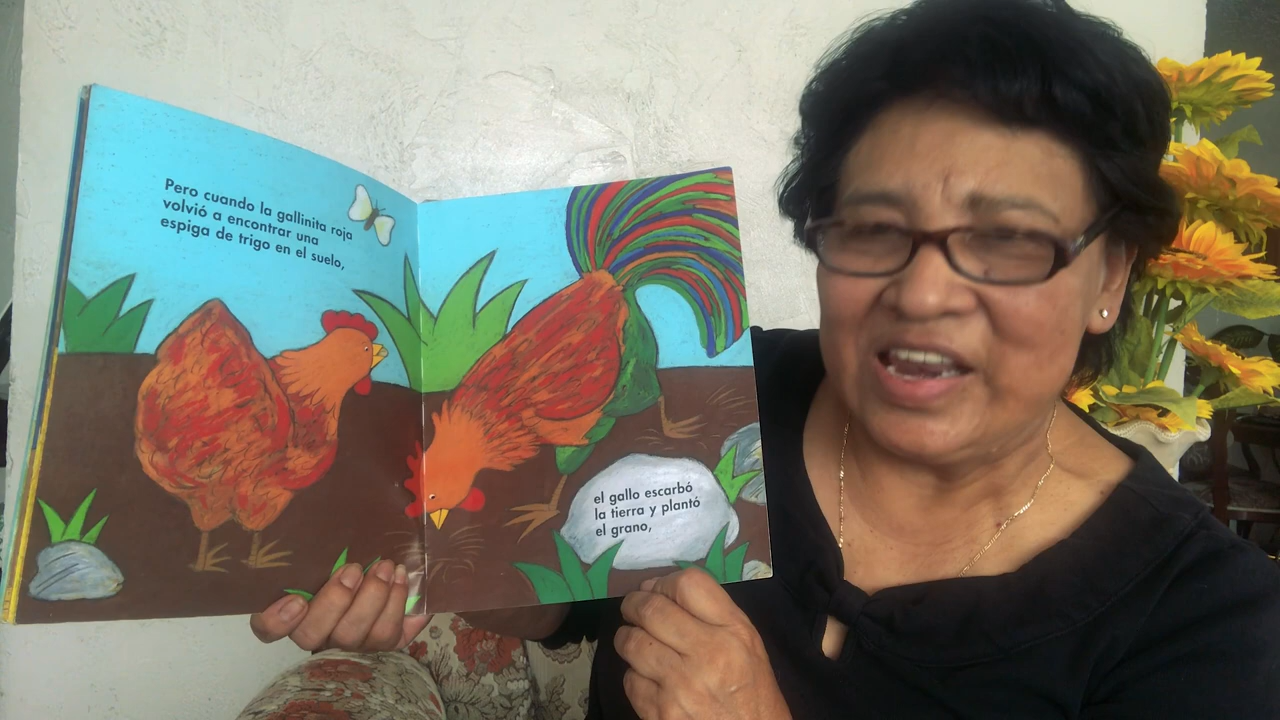 Pero cuando la gallinita roja
volvió a encontrar una
espiga de trigo en el suelo,
el gallo escarbó
la tierra y plantó
el grano,